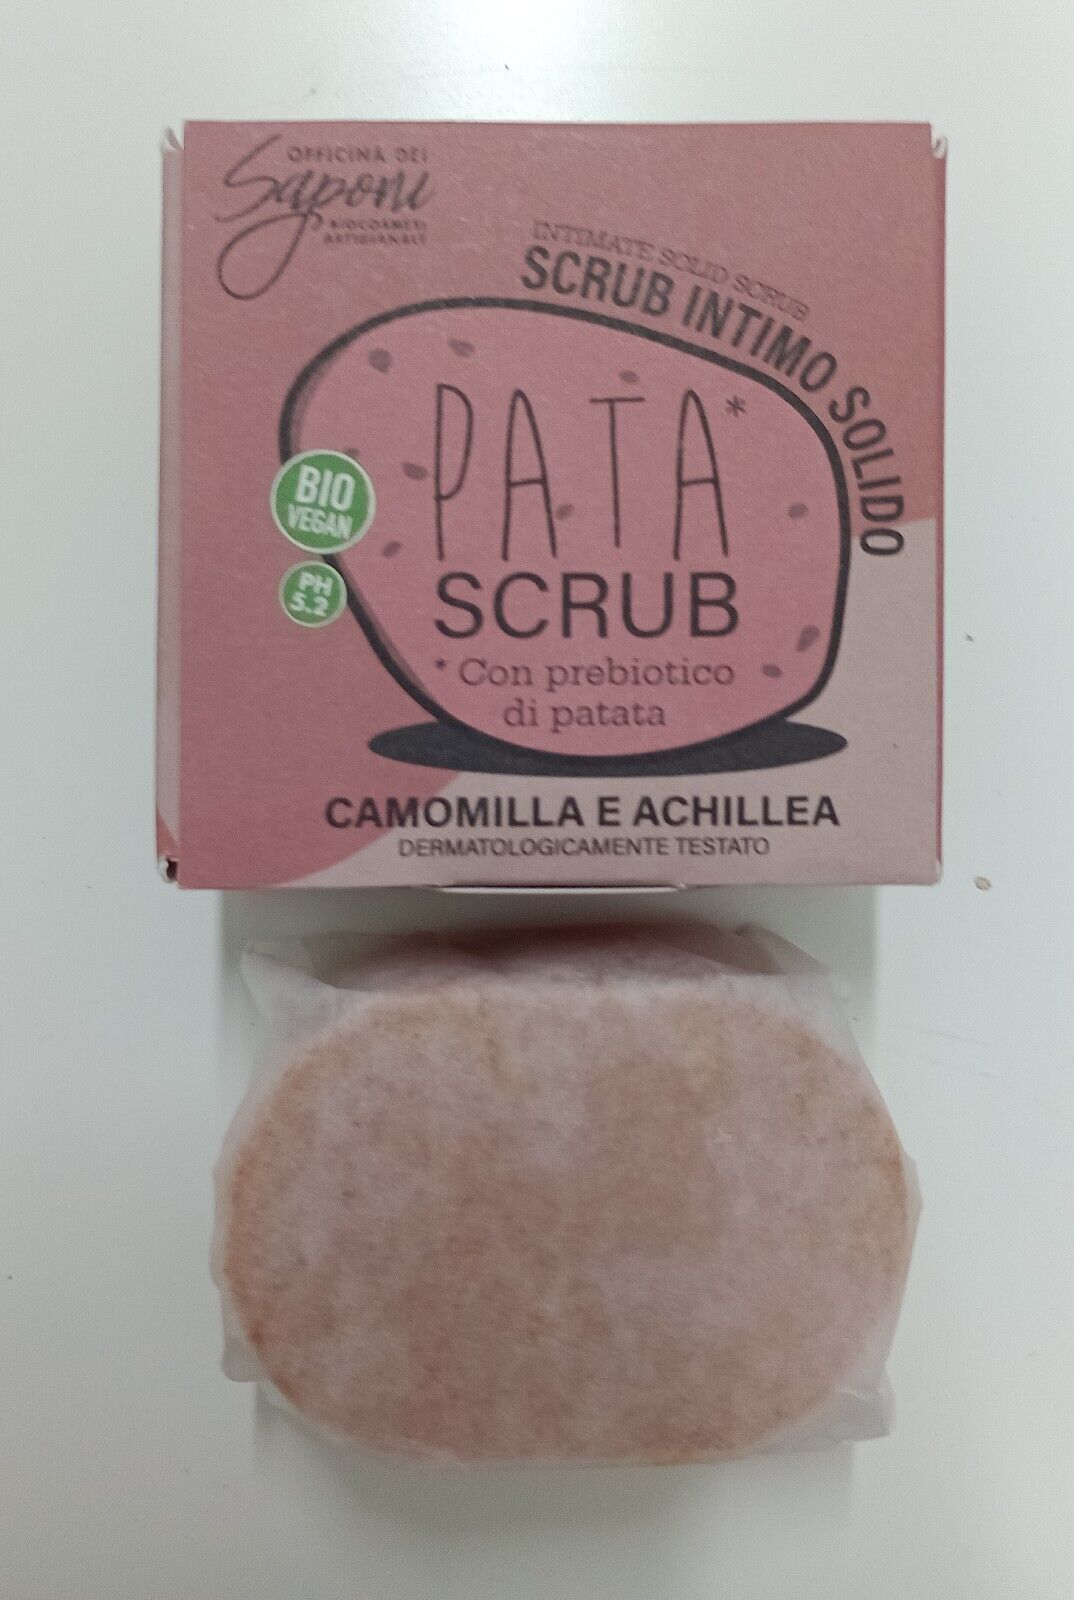 OFFICINA DEI
Saponi
BIOCOSMESI
ARTIGIANALE
INTIMATE SOLID SCRUB
SCRUB INTIMO SOLIDO
PATA*
SCRUB
* Con prebiotico
di patata
BIO
VEGAN
PH
5.2
CAMOMILLA E ACHILLEA
DERMATOLOGICAMENTE TESTATO